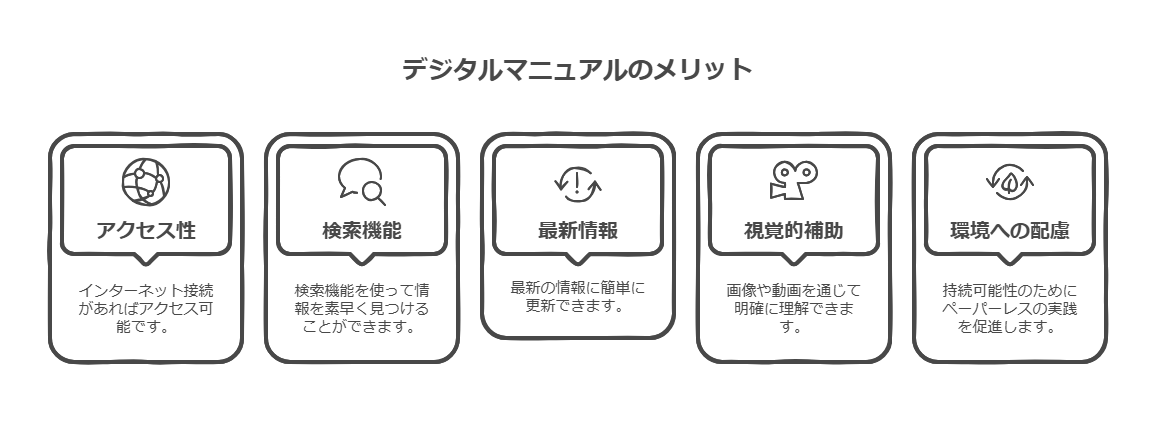 デジタルマニュアルのメリット
アクセス性
インターネット接続
があればアクセス可
能です。
検索機能
検索機能を使って情
報を素早く見つける
ことができます。
最新情報
最新の情報に簡単に
更新できます。
視覚的補助
画像や動画を通じて
明確に理解できま
す。
環境への配慮
持続可能性のために
ペーパーレスの実践
を促進します。